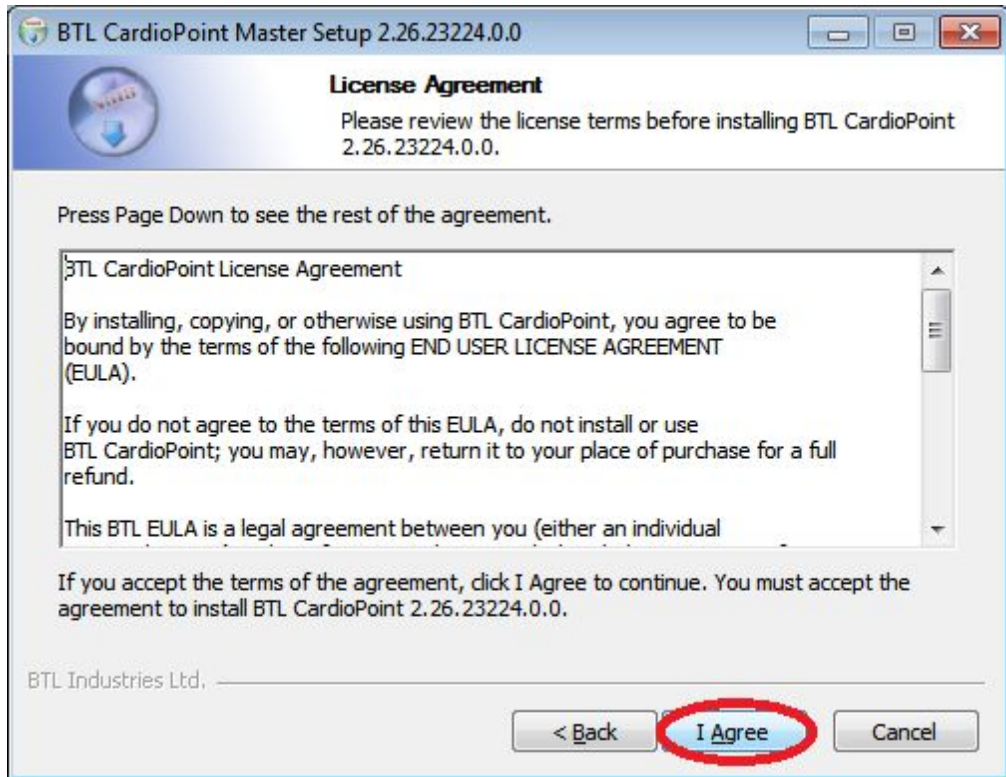 BTL CardioPoint Master Setup 2.26.23224.0.0
License Agreement
Please review the license terms before installing BTL CardioPoint
2.26.23224.0.0.
Press Page Down to see the rest of the agreement.
BTL CardioPoint License Agreement
By installing, copying, or otherwise using BTL CardioPoint, you agree to be
bound by the terms of the following END USER LICENSE AGREEMENT
(EULA).
If you do not agree to the terms of this EULA, do not install or use
BTL CardioPoint; you may, however, return it to your place of purchase for a full
refund.
This BTL EULA is a legal agreement between you (either an individual
If you accept the terms of the agreement, click I Agree to continue. You must accept the
agreement to install BTL CardioPoint 2.26.23224.0.0.
BTL Industries Ltd.
< Back I Agree Cancel